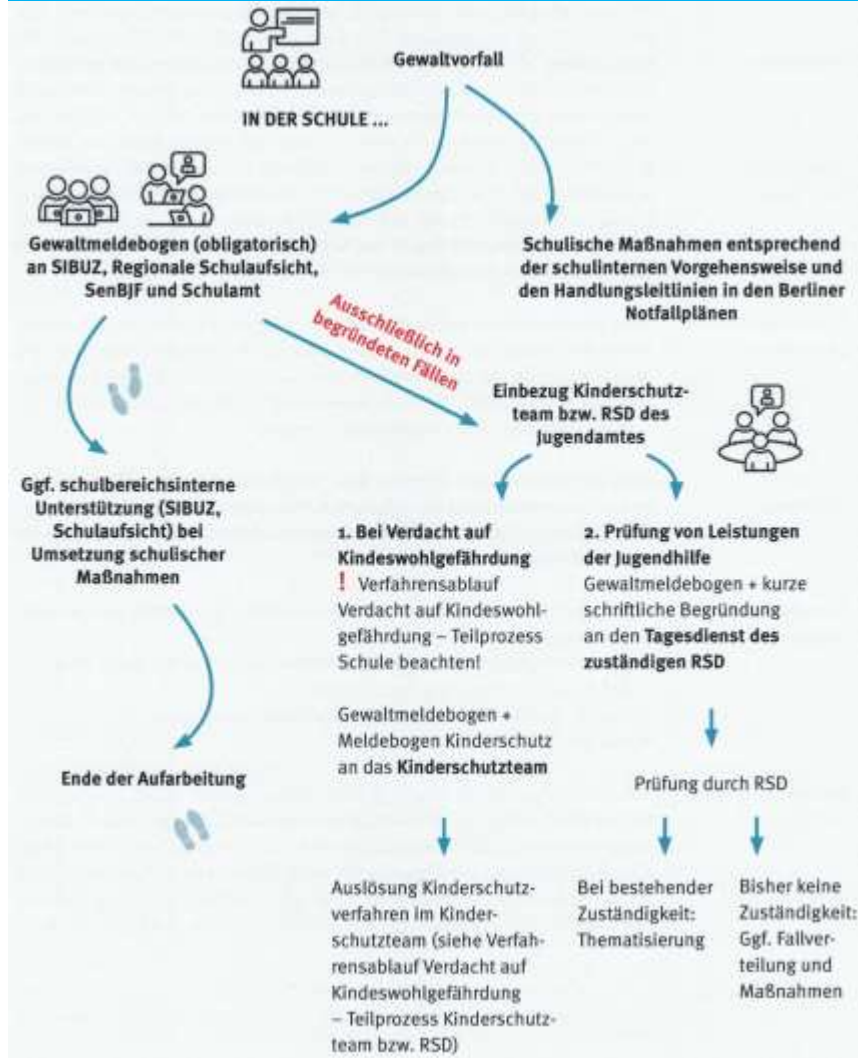 Gewaltvorfall
IN DER SCHULE ...
Gewaltmeldebogen (obligatorisch)
an SIBUZ, Regionale Schulaufsicht,
SenBJF und Schulamt
Schulische Maßnahmen entsprechend
der schulinternen Vorgehensweise und
den Handlungsleitlinien in den Berliner
Notfallplänen
Ausschließlich in
begründeten Fällen
Einbezug Kinderschutz-
team bzw. RSD des
Jugendamtes
Ggf. schulbereichsinterne
Unterstützung (SIBUZ,
Schulaufsicht) bei
Umsetzung schulischer
Maßnahmen
Ende der Aufarbeitung
1. Bei Verdacht auf
Kindeswohlgefährdung
! Verfahrensablauf
Verdacht auf Kindeswohl-
gefährdung – Teilprozess
Schule beachten!
Gewaltmeldebogen +
Meldebogen Kinderschutz
an das Kinderschutzteam
Auslösung Kinderschutz-
verfahren im Kinder-
schutzteam (siehe Verfah-
rensablauf Verdacht auf
Kindeswohlgefährdung
– Teilprozess Kinderschutz-
team bzw. RSD)
2. Prüfung von Leistungen
der Jugendhilfe
Gewaltmeldebogen + kurze
schriftliche Begründung
an den Tagesdienst des
zuständigen RSD
Prüfung durch RSD
Bei bestehender
Zuständigkeit:
Thematisierung
Bisher keine
Zuständigkeit:
Ggf. Fallver-
teilung und
Maßnahmen